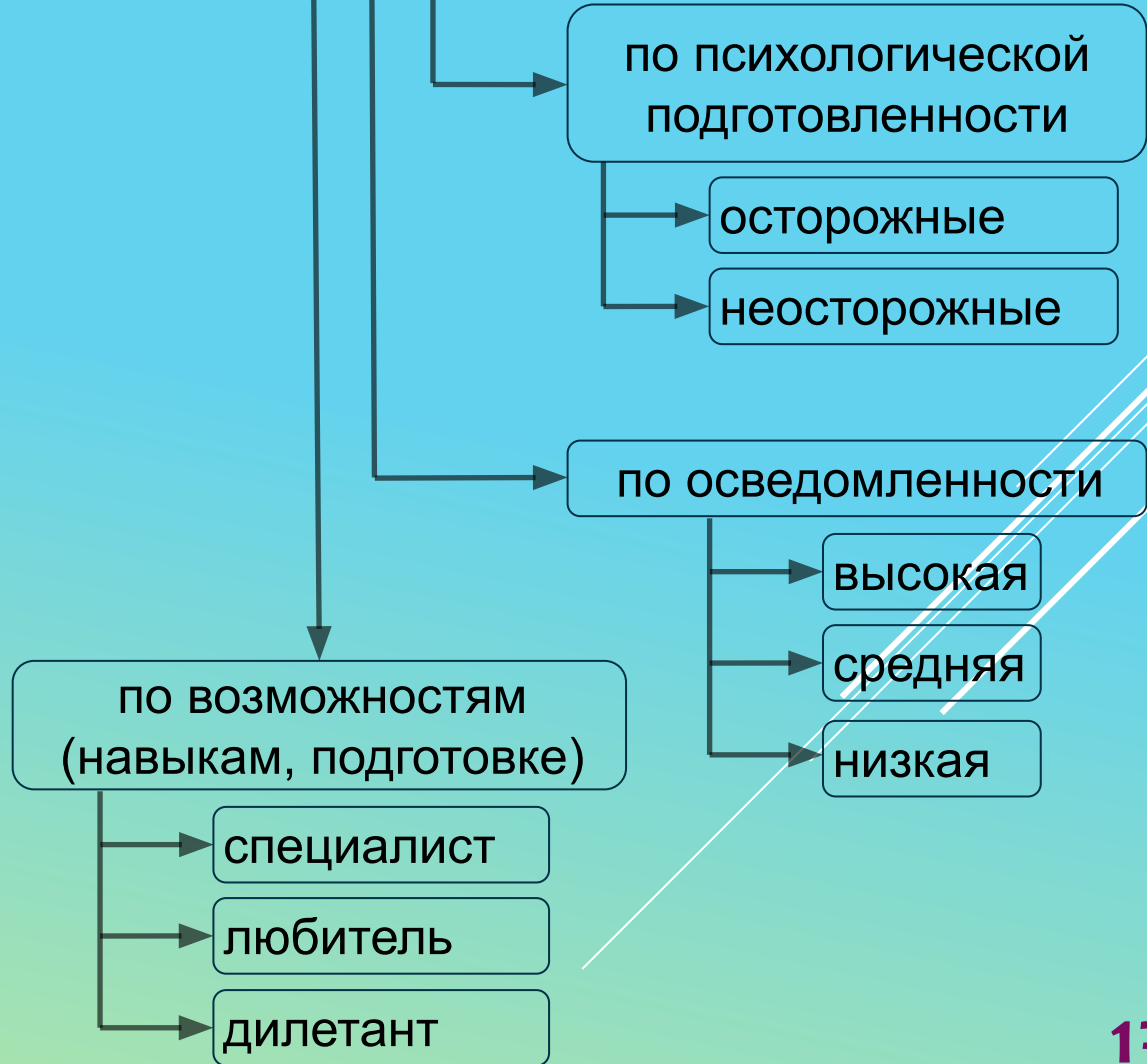 по психологической
подготовленности
осторожные
неосторожные
по осведомленности
высокая
средняя
низкая
по возможностям
(навыкам, подготовке)
специалист
любитель
дилетант